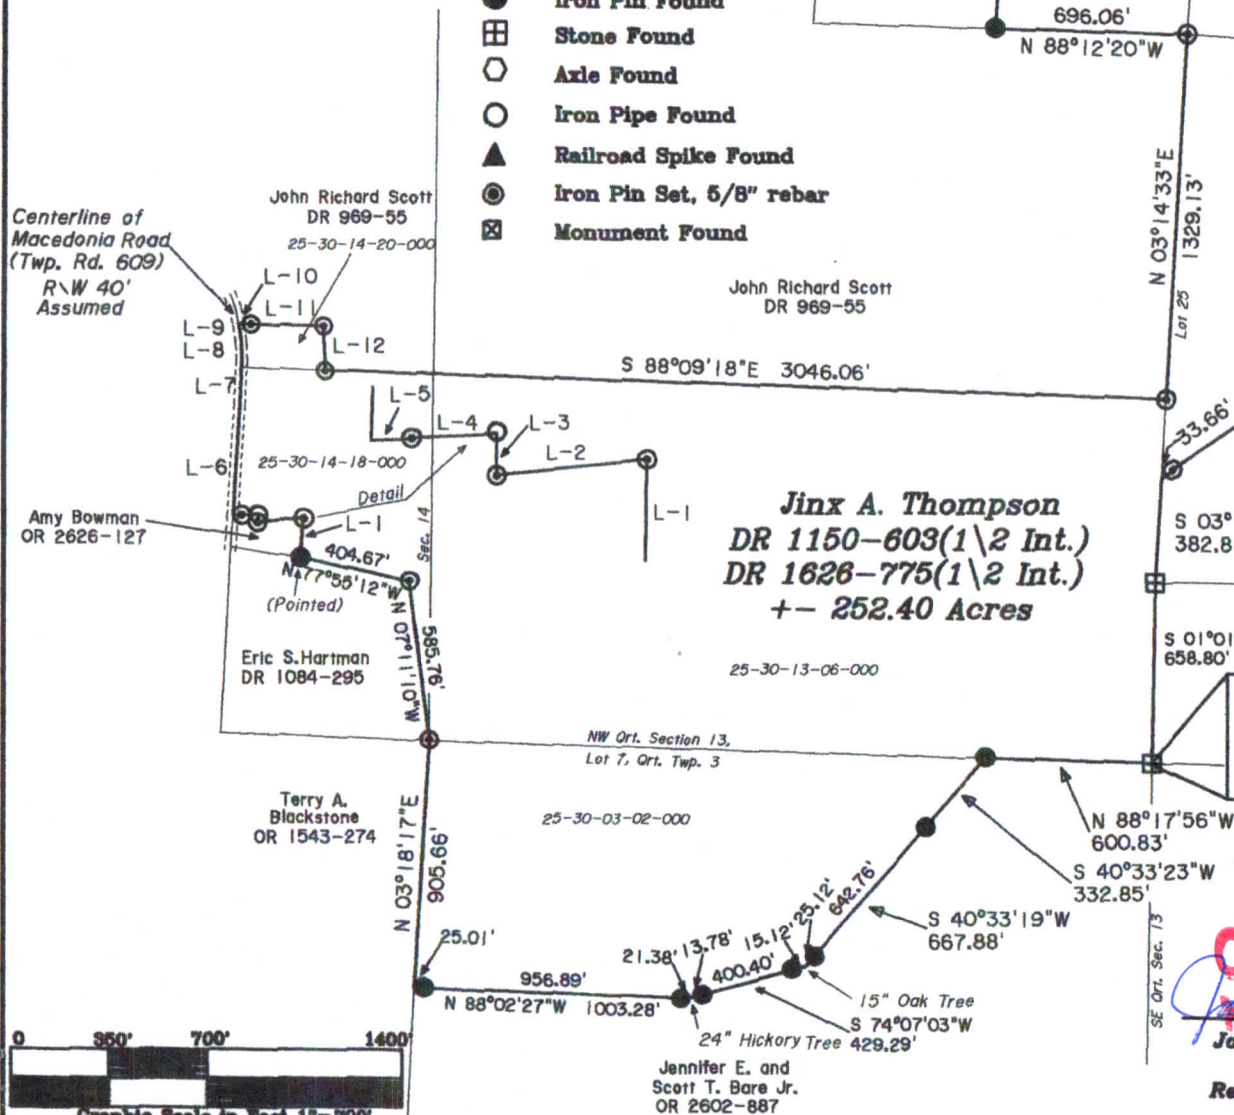 Iron Pin Found
Stone Found
Axle Found
Iron Pipe Found
Railroad Spike Found
Iron Pin Set, 5/8" rebar
Monument Found
696.06'
N 88°12'20"W
N 03°14'33"E
1329.13'
Lot 25
John Richard Scott
DR 969-55
25-30-14-20-000
Centerline of
Macedonia Road
(Twp. Rd. 609)
R\W 40'
Assumed
L-10
L-11
L-9
L-8
L-12
L-7
John Richard Scott
DR 969-55
S 88°09'18"E 3046.06'
L-5
L-4
L-3
L-2
L-6
25-30-14-18-000
Detail
L-1
33.66'
Amy Bowman
OR 2626-127
L-1
Sec. 14
404.67'
N 77°55'12"W
(Pointed)
Jinx A. Thompson
DR 1150-603(1\2 Int.)
DR 1626-775(1\2 Int.)
+- 252.40 Acres
S 03°
382.8
N 07°11'10"W
585.76'
Eric S.Hartman
DR 1084-295
25-30-13-06-000
S 01°01
658.80'
NW Qrt. Section 13,
Lot 7, Qrt. Twp. 3
Terry A.
Blackstone
OR 1543-274
25-30-03-02-000
N 03°18'17"E
905.99'
N 88°17'56"W
600.83'
S 40°33'23"W
332.85'
642.76'
S 40°33'19"W
667.88'
25.12'
15.12'
25.01'
21.38'
13.78'
400.40'
956.89'
N 88°02'27"W 1003.28'
15" Oak Tree
S 74°07'03"W
429.29'
24" Hickory Tree
SE Qrt. Sec. 13
Jennifer E. and
Scott T. Bare Jr.
OR 2602-887
0 350' 700' 1400'
Jo
Re